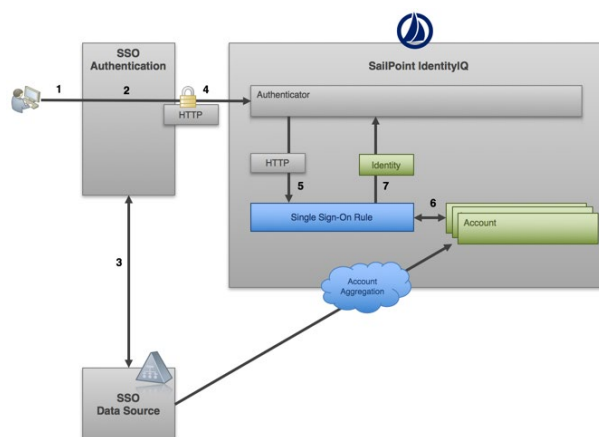 SSO
Authentication
SailPoint IdentityIQ
1
2
4
HTTP
Authenticator
HTTP
Identity
5
7
6
Single Sign-On Rule
Account
3
Account
Aggregation
SSO
Data Source